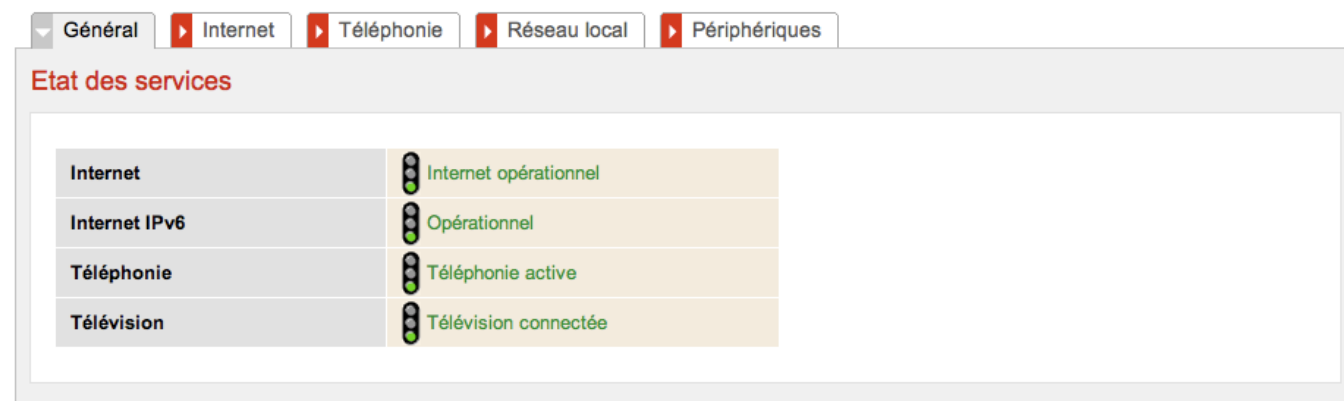 Général Internet Téléphonie Réseau local Périphériques
Etat des services
Internet Internet opérationnel
Internet IPv6 Opérationnel
Téléphonie Téléphonie active
Télévision Télévision connectée